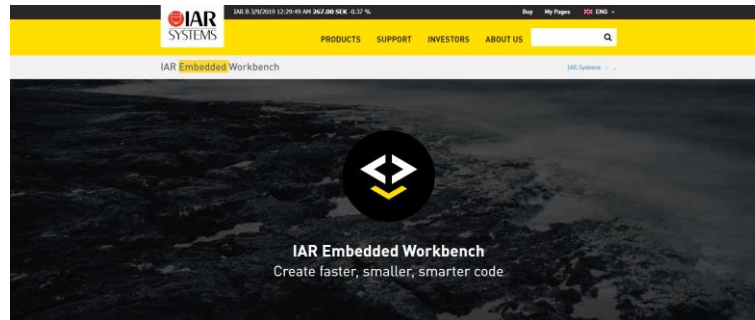 IAR SYSTEMS
IAR B 3/9/2019 12:29:49 AM 267.00 SEK -0.37 %
Buy My Pages ENG
PRODUCTS SUPPORT INVESTORS ABOUT US
IAR Embedded Workbench
IAR Systems
IAR Embedded Workbench
Create faster, smaller, smarter code